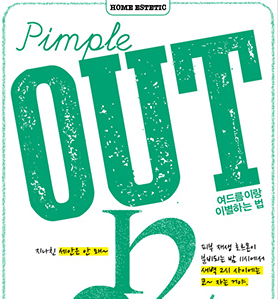 HOME ESTETIC
Pimple
OUT
여드름이랑
이별하는 법
지나친 세안은 안 돼~
피부 재생 호르몬이
분비되는 밤 11시에서
새벽 2시 사이에는
꼬~ 자는 거야.